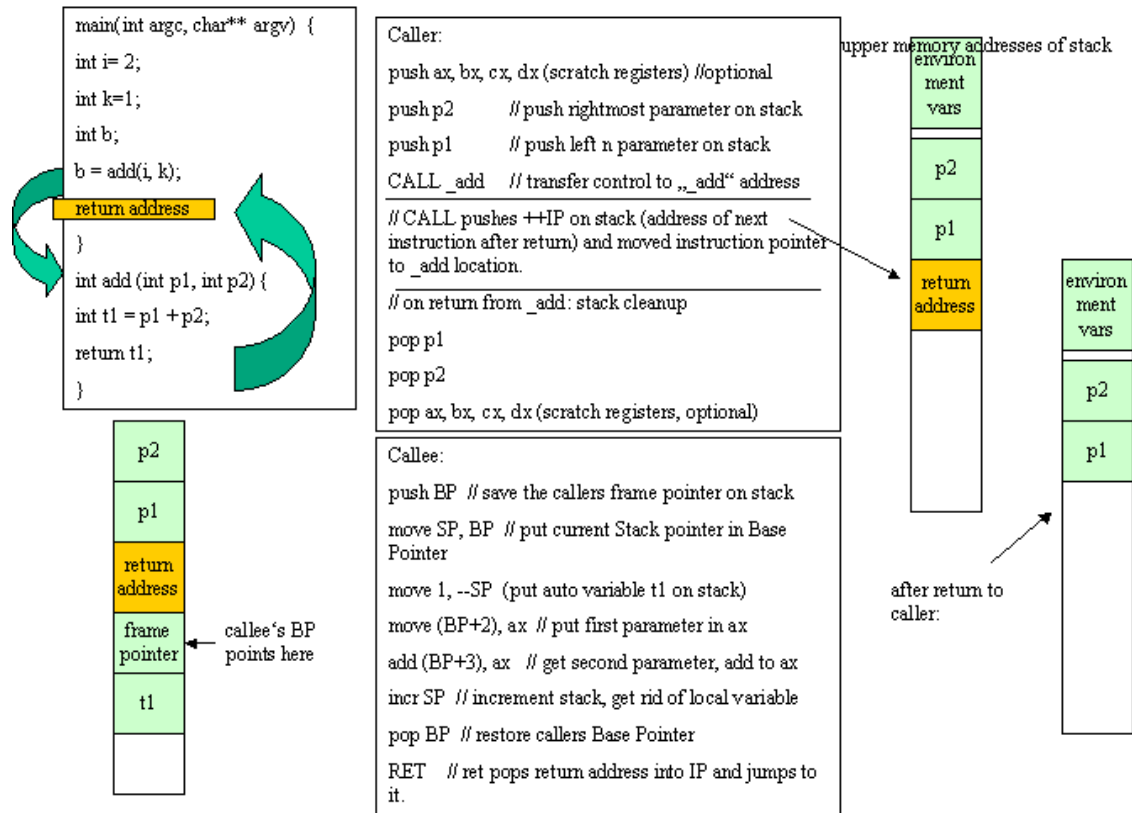 main(int argc, char** argv)  {
int i= 2;
int k=1;
int b;
b = add(i, k);
return address
}
int add (int p1, int p2) {
int t1 = p1 + p2;
return t1;
}
Caller:
push ax, bx, cx, dx (scratch registers) //optional
push p2 // push rightmost parameter on stack
push p1 // push left n parameter on stack
CALL _add // transfer control to „_add“ address
// CALL pushes ++IP on stack (address of next
instruction after return) and moved instruction pointer
to _add location.
// on return from _add: stack cleanup
pop p1
pop p2
pop ax, bx, cx, dx (scratch registers, optional)
upper memory addresses of stack
environ
ment
vars
p2
p1
return
address
environ
ment
vars
p2
p1
after return to
caller:
p2
p1
return
address
frame
pointer
t1
callee‘s BP
points here
Callee:
push BP // save the callers frame pointer on stack
move SP, BP // put current Stack pointer in Base
Pointer
move 1, --SP (put auto variable t1 on stack)
move (BP+2), ax // put first parameter in ax
add (BP+3), ax // get second parameter, add to ax
incr SP // increment stack, get rid of local variable
pop BP // restore callers Base Pointer
RET // ret pops return address into IP and jumps to
it.